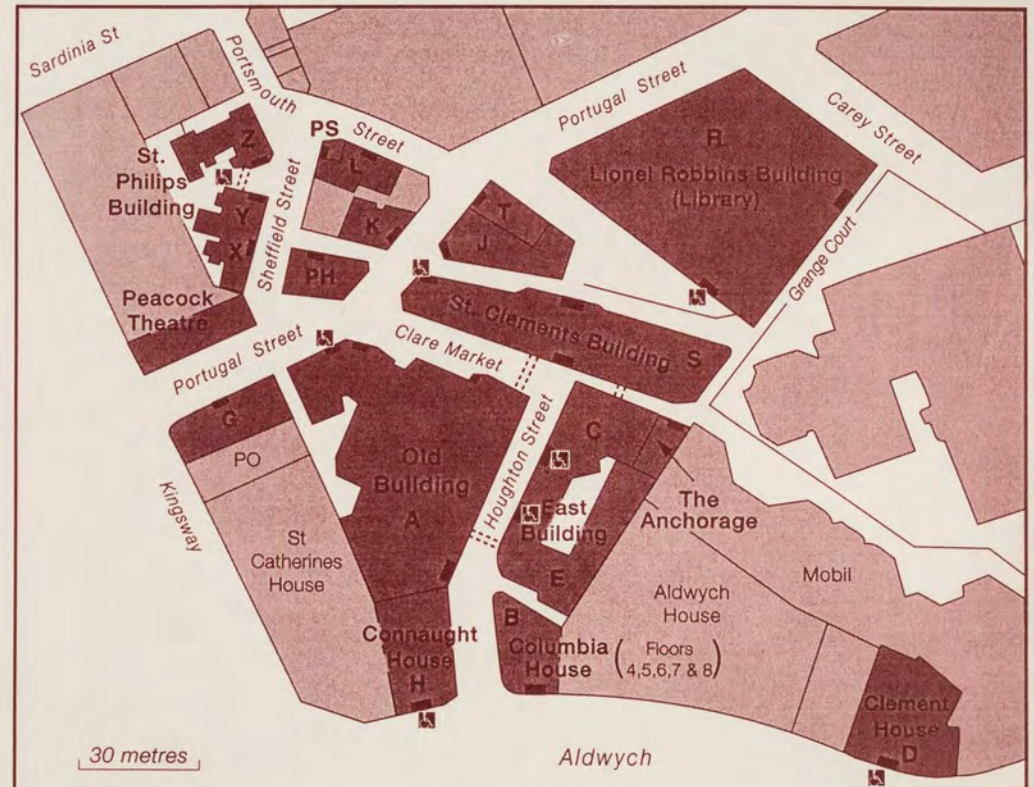 Sardinia St
Portsmouth
Street
Portugal Street
Carey Street
PS
Z
St.
Philips
Building
L
R
Lionel Robbins Building
(Library)
Y
X
Sheffield Street
K
T
J
Grange Court
PH
Peacock
Theatre
Portugal Street
Clare Market
St. Clements Building S
G
PO
Kingsway
Old
Building
A
Houghton Street
C
East
Building
E
The
Anchorage
St
Catherines
House
Mobil
Aldwych
House
B
Columbia
House
( Floors
4,5,6,7 & 8 )
Connaught
House
H
Clement
House
D
30 metres
Aldwych